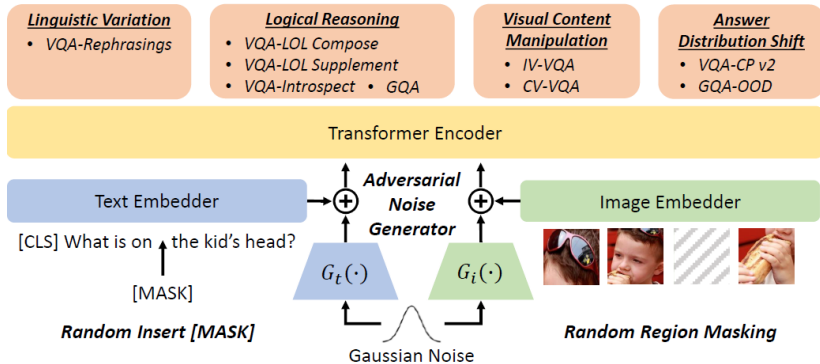 Linguistic Variation
• VQA-Rephrasings
Logical Reasoning
• VQA-LOL Compose
• VQA-LOL Supplement
• VQA-Introspect • GQA
Visual Content
Manipulation
• IV-VQA
• CV-VQA
Answer
Distribution Shift
• VQA-CP v2
• GQA-OOD
Transformer Encoder
Text Embedder
Adversarial
Noise
Generator
Image Embedder
[CLS] What is on the kid's head?
[MASK]
Gₜ(·)
Gᵢ(·)
Random Insert [MASK]
Random Region Masking
Gaussian Noise